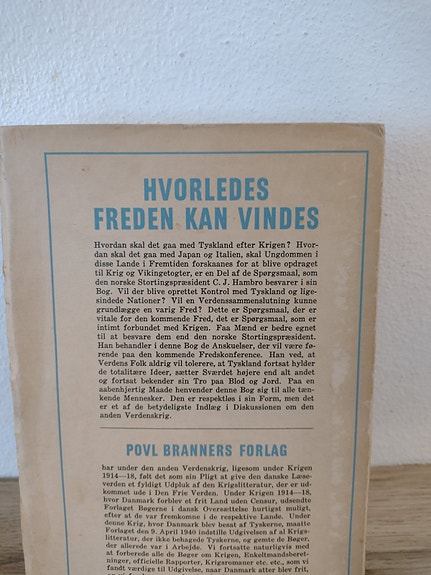 HVORLEDES
FREDEN KAN VINDES
Hvordan skal det gaa med Tyskland efter Krigen? Hvor-
dan skal det gaa med Japan og Italien, skal Ungdommen i
disse Lande i Fremtiden forskaanes for at blive opdraget
til Krig og Vikingetogter, er en Del af de Spørgsmaal, som
den norske Stortingspræsident C. J. Hambro besvarer i sin
Bog. Vil der blive oprettet Kontrol med Tyskland og lige-
sindede Nationer? Vil en Verdenssammenslutning kunne
grundlægge en varig Fred? Dette er Spørgsmaal, der er
vitale for den kommende Fred, det er Spørgsmaal, som er
intimt forbundet med Krigen. Faa Mænd er bedre egnet
til at besvare dem end den norske Stortingspræsident.
Han behandler i denne Bog de Anskuelser, der vil være fø-
rende paa den kommende Fredskonference. Han ved, at
Verdens Folk aldrig vil tolerere, at Tyskland fortsat hylder
de totalitære Ideer, sætter Sværdet højere end alt andet
og fortsat bekender sin Tro paa Blod og Jord. Paa en
aabenhjertig Maade henvender denne Bog sig til alle tæn-
kende Mennesker. Den er respektløs i sin Form, men det
er et af de betydeligste Indlæg i Diskussionen om den
anden Verdenskrig.
POVL BRANNERS FORLAG
har under den anden Verdenskrig, ligesom under Krigen
1914—18, følt det som sin Pligt at give den danske Læse-
verden et fyldigt Udpluk af den Krigslitteratur, der er ud-
kommet ude i Den Frie Verden. Under Krigen 1914—18,
hvor Danmark forblev et frit Land uden Censur, udsendte
Forlaget Bøgerne i dansk Oversættelse hurtigst muligt,
efter at de var fremkomne i de respektive Lande. Under
denne Krig, hvor Danmark blev besat af Tyskerne, maatte
Forlaget den 9. April 1940 indstille Udgivelsen af al Krigs-
litteratur, der ikke behagede Tyskerne, og gemte de Bøger,
der allerede var i Arbejde. Vi fortsatte naturligvis med
at forberede alle de Bøger om Krigen, Enkeltmandsberet-
ninger, officielle Rapporter, Krigsromaner etc. etc., som vi
fandt værdige til Udgivelse, naar Danmark atter blev frit,